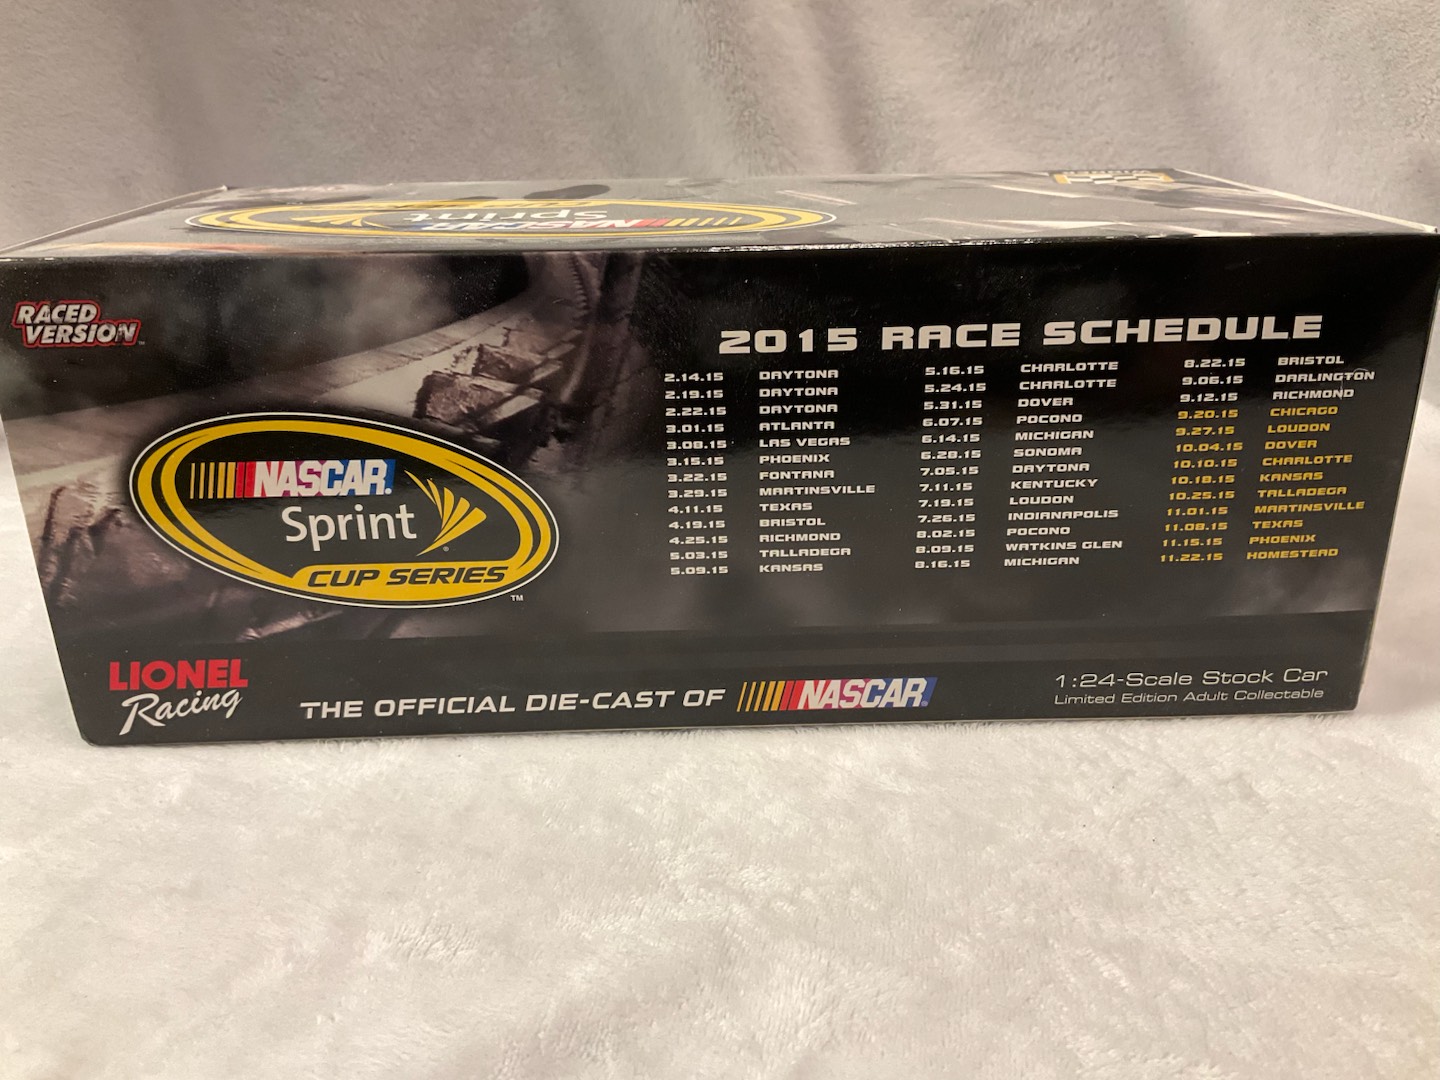 NASCAR
Sprint
RACED
VERSION™
NASCAR.
Sprint
CUP SERIES
™
2015 RACE SCHEDULE
2.14.15 DAYTONA
2.19.15 DAYTONA
2.22.15 DAYTONA
3.01.15 ATLANTA
3.08.15 LAS VEGAS
3.15.15 PHOENIX
3.22.15 FONTANA
3.29.15 MARTINSVILLE
4.11.15 TEXAS
4.19.15 BRISTOL
4.25.15 RICHMOND
5.03.15 TALLADEGA
5.09.15 KANSAS
5.16.15 CHARLOTTE
5.24.15 CHARLOTTE
5.31.15 DOVER
6.07.15 POCONO
6.14.15 MICHIGAN
6.28.15 SONOMA
7.05.15 DAYTONA
7.11.15 KENTUCKY
7.19.15 LOUDON
7.26.15 INDIANAPOLIS
8.02.15 POCONO
8.09.15 WATKINS GLEN
8.16.15 MICHIGAN
8.22.15 BRISTOL
9.06.15 DARLINGTON
9.12.15 RICHMOND
9.20.15 CHICAGO
9.27.15 LOUDON
10.04.15 DOVER
10.10.15 CHARLOTTE
10.18.15 KANSAS
10.25.15 TALLADEGA
11.01.15 MARTINSVILLE
11.08.15 TEXAS
11.15.15 PHOENIX
11.22.15 HOMESTEAD
LIONEL
Racing
THE OFFICIAL DIE-CAST OF NASCAR.
1:24-Scale Stock Car
Limited Edition Adult Collectable